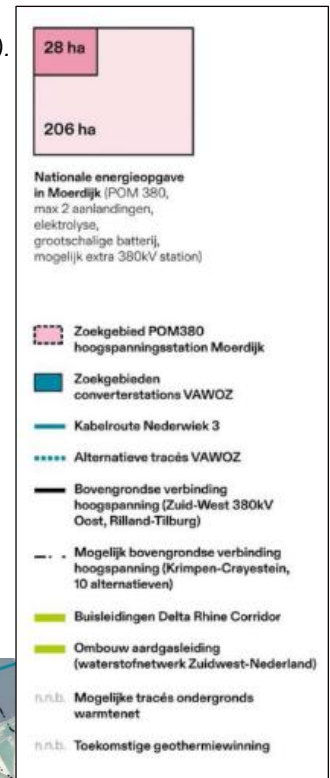 ).
28 ha
206 ha
Nationale energieopgave
in Moerdijk (POM 380,
max 2 aanlandingen,
elektrolyse,
grootschalige batterij,
mogelijk extra 380kV station)
Zoekgebied POM380
hoogspanningsstation Moerdijk
Zoekgebieden
converterstations VAWOZ
Kabelroute Nederwiek 3
Alternatieve tracés VAWOZ
Bovengrondse verbinding
hoogspanning (Zuid-West 380kV
Oost, Rilland-Tilburg)
Mogelijk bovengrondse verbinding
hoogspanning (Krimpen-Crayestein,
10 alternatieven)
Buisleidingen Delta Rhine Corridor
Ombouw aardgasleiding
(waterstofnetwerk Zuidwest-Nederland)
n.n.b. Mogelijke tracés ondergronds
warmtenet
n.n.b. Toekomstige geothermiewinning